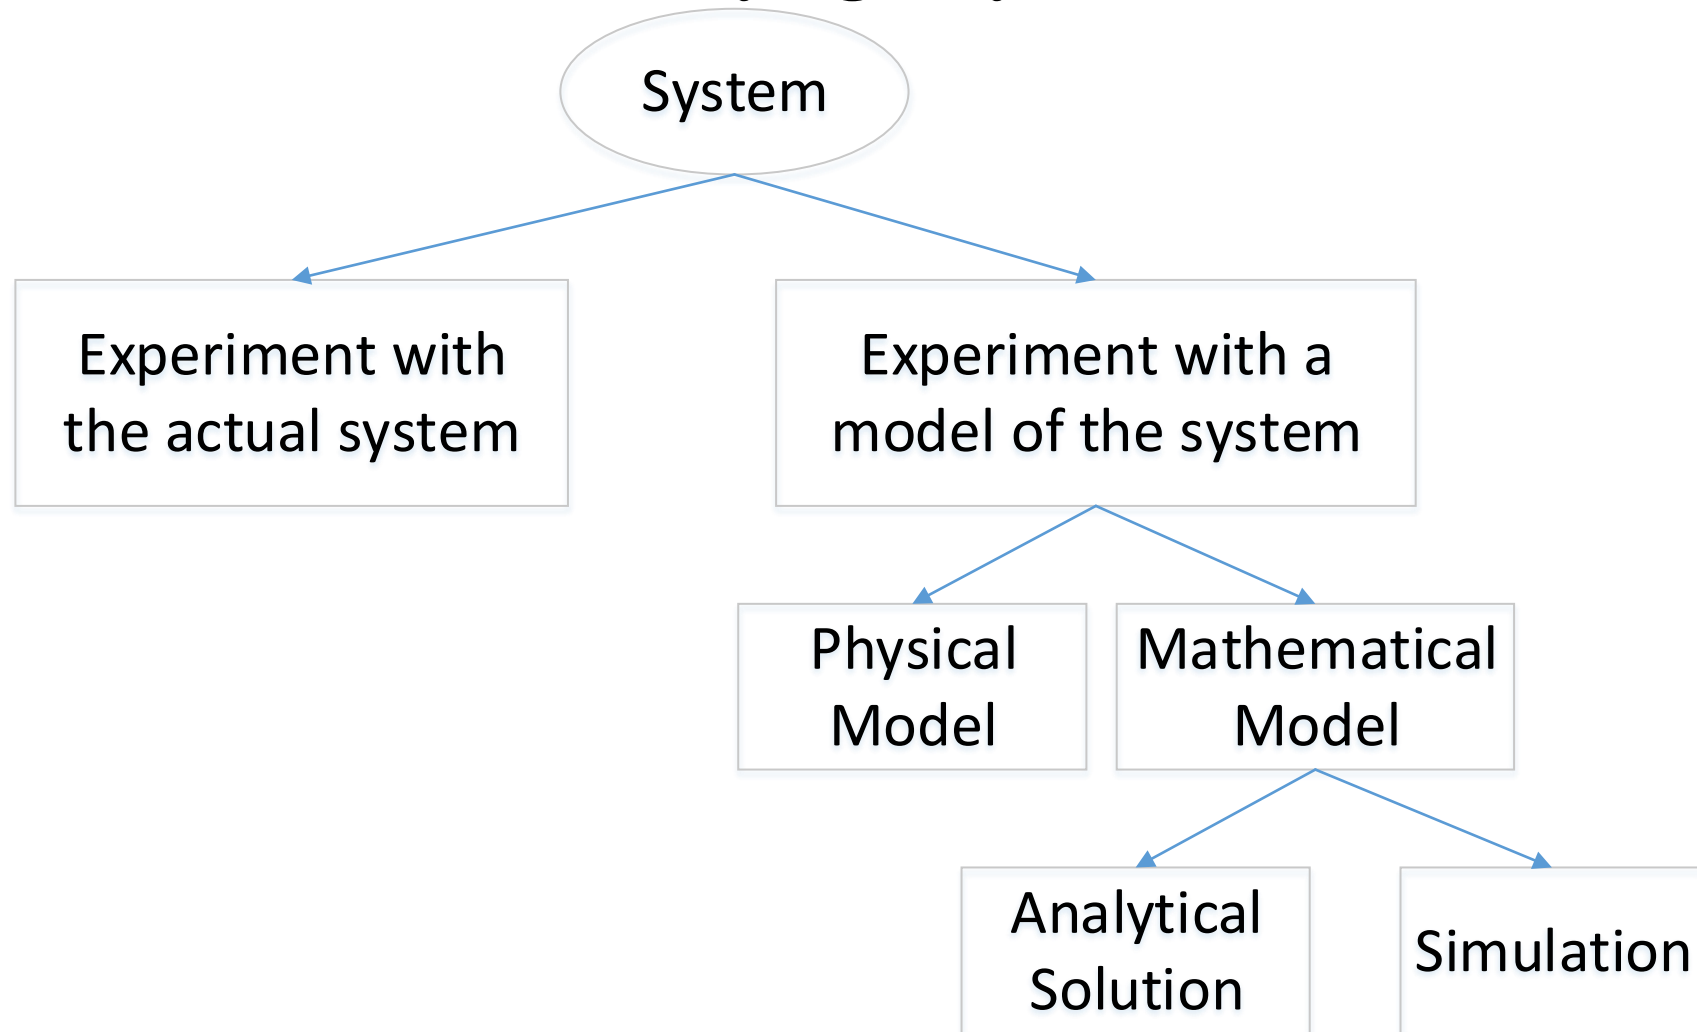 System
Experiment with
the actual system
Experiment with a
model of the system
Physical
Model
Mathematical
Model
Analytical
Solution
Simulation